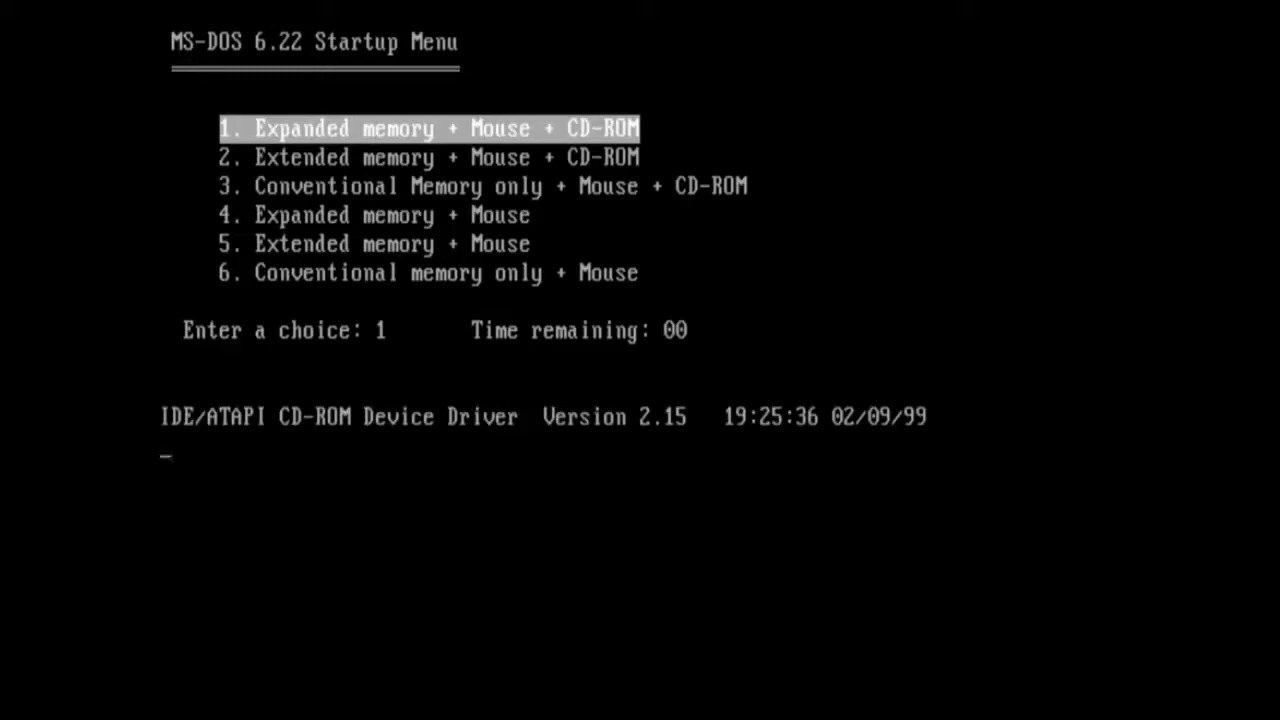 MS-DOS 6.22 Startup Menu
1. Expanded memory + Mouse + CD-ROM
2. Extended memory + Mouse + CD-ROM
3. Conventional Memory only + Mouse + CD-ROM
4. Expanded memory + Mouse
5. Extended memory + Mouse
6. Conventional memory only + Mouse
Enter a choice: 1 Time remaining: 00
IDE/ATAPI CD-ROM Device Driver Version 2.15 19:25:36 02/09/99